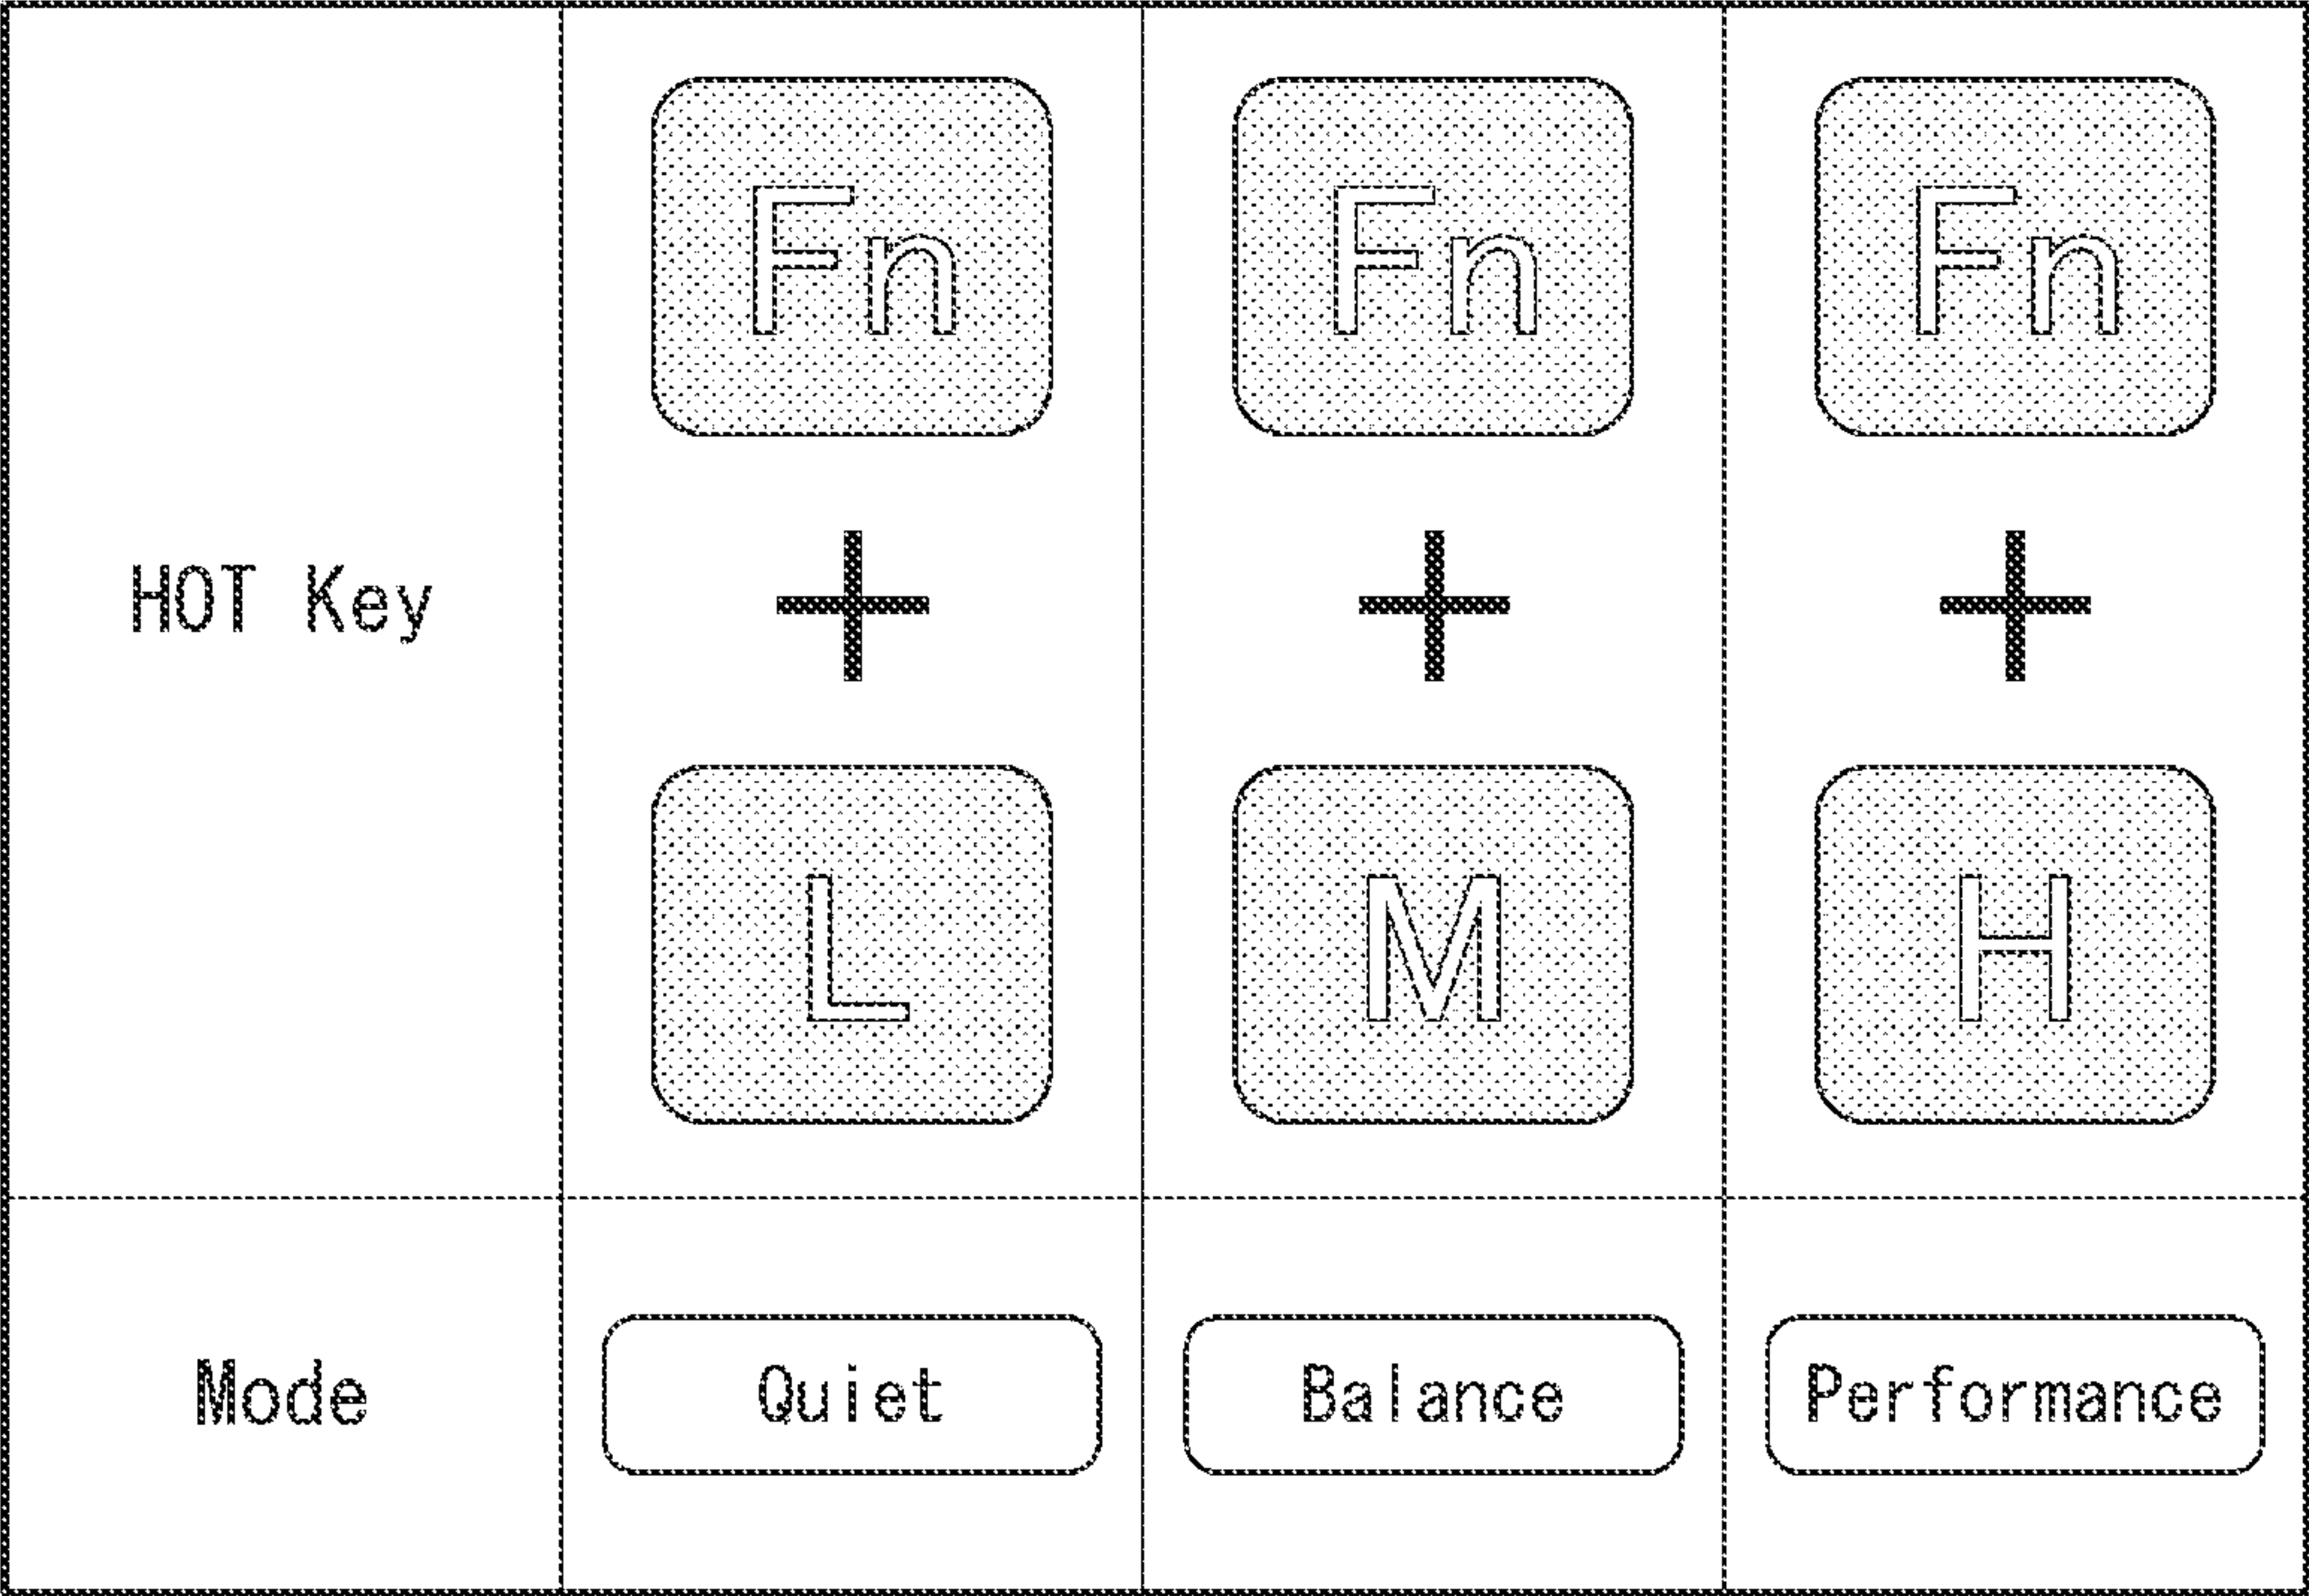 Fn Fn Fn
HOT Key + + +
L M H
Mode Quiet Balance Performance